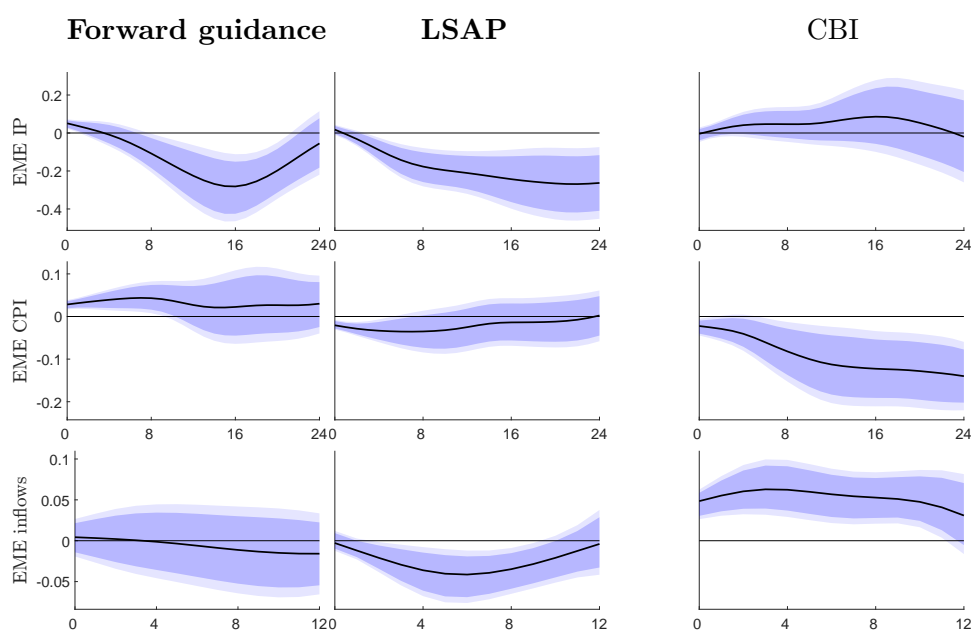 Forward guidance LSAP CBI
EME IP
0.2
0
-0.2
-0.4
0 8 16 24 0 8 16 24 0 8 16 24
EME CPI
0.1
0
-0.1
-0.2
0 8 16 24 0 8 16 24 0 8 16 24
EME inflows
0.1
0.05
0
-0.05
0 4 8 12 0 4 8 12 0 4 8 12